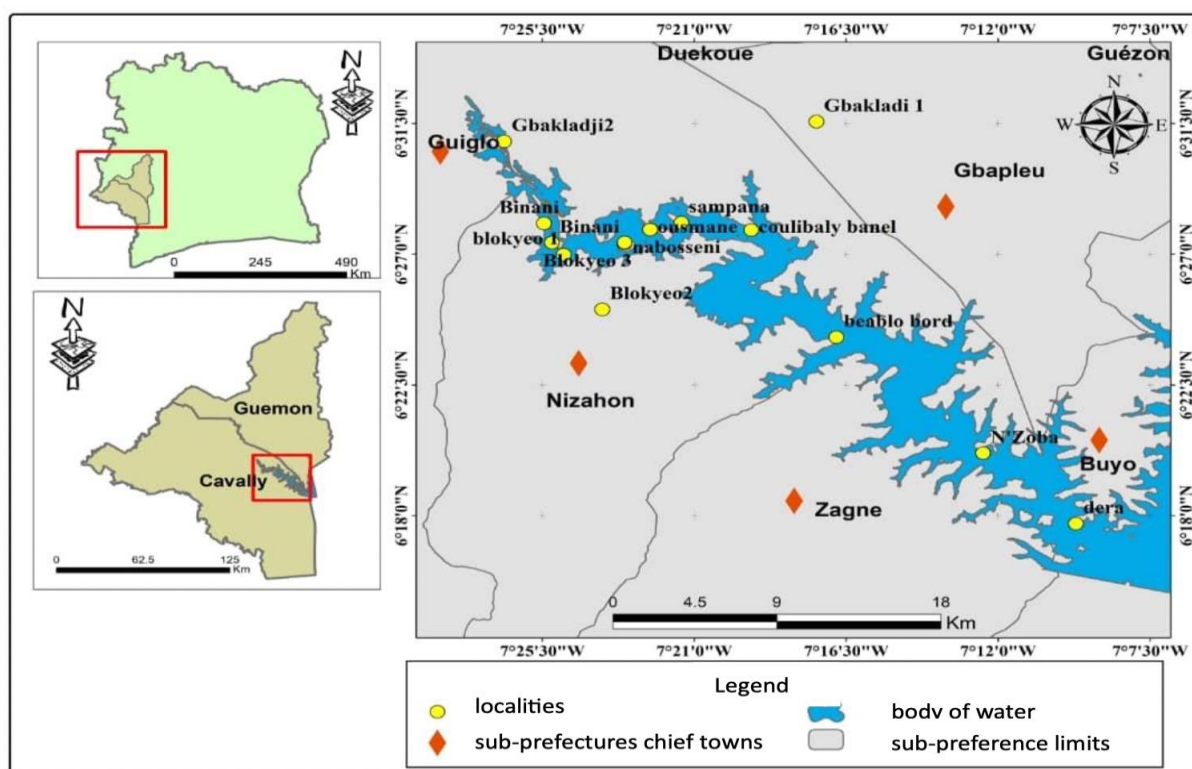 N
0 245 490
Km
N
Guemon
Cavally
0 62.5 125
Km
7°25'30"W 7°21'0"W 7°16'30"W 7°12'0"W 7°7'30"W
Duekoue Guézon
6°31'30"N 6°27'0"N 6°22'30"N 6°18'0"N
Gbakladi 1
N
W E
S
Gbakladji2
Guiglo
Gbapleu
Binani
sampana
Binani
ousmane
coulibaly banel
blokyeo 1
nabosseni
Blokyeo 3
Blokyeo2
benblo bord
Nizahon
N'Zoba
Buyo
Zagne
dera
0 4.5 9 18
Km
6°31'30"N 6°27'0"N 6°22'30"N 6°18'0"N
7°25'30"W 7°21'0"W 7°16'30"W 7°12'0"W 7°7'30"W
Legend
localities
bodv of water
sub-prefectures chief towns
sub-preference limits